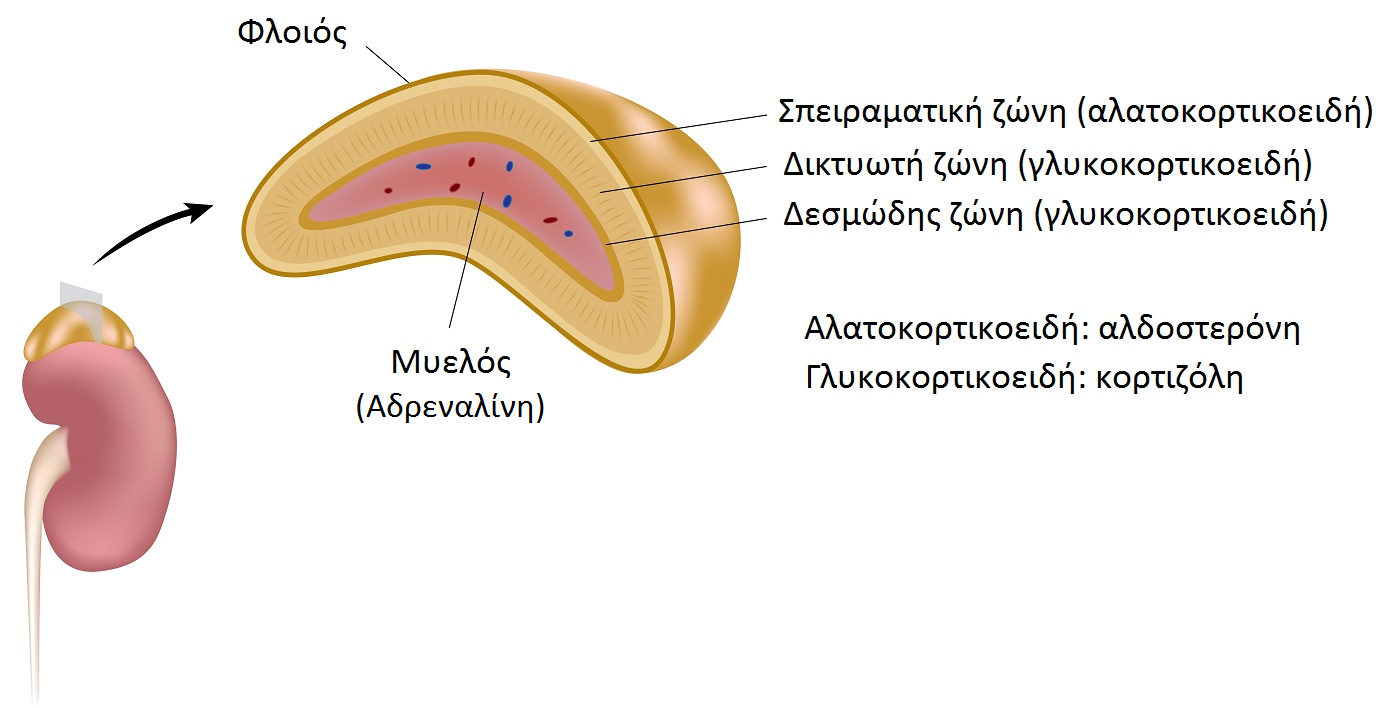 Φλοιός
Σπειραματική ζώνη (αλατοκορτικοειδή)
Δικτυωτή ζώνη (γλυκοκορτικοειδή)
Δεσμώδης ζώνη (γλυκοκορτικοειδή)
Αλατοκορτικοειδή: αλδοστερόνη
Γλυκοκορτικοειδή: κορτιζόλη
Μυελός
(Αδρεναλίνη)